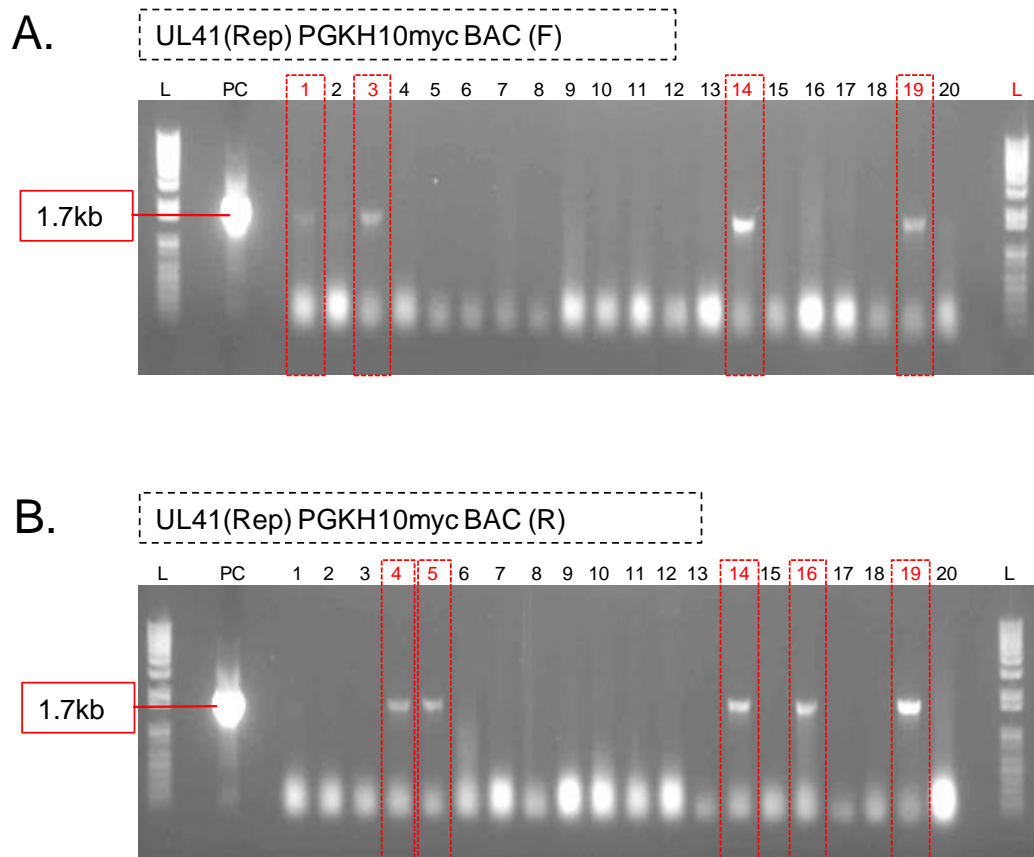 A.
UL41(Rep) PGKH10myc BAC (F)
L PC 1 2 3 4 5 6 7 8 9 10 11 12 13 14 15 16 17 18 19 20 L
1.7kb
B.
UL41(Rep) PGKH10myc BAC (R)
L PC 1 2 3 4 5 6 7 8 9 10 11 12 13 14 15 16 17 18 19 20 L
1.7kb